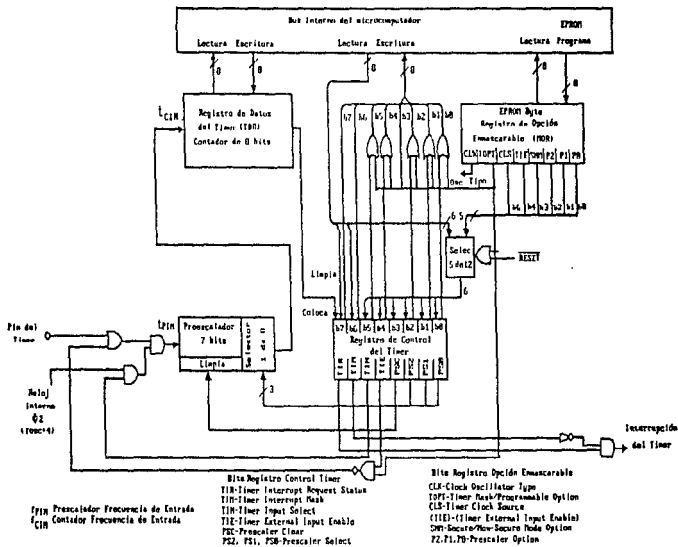 Bus Interno del microcomputador
EPROM
Lectura Escritura
Lectura Escritura
Lectura Programa
8
8
8
8
8
8
fCIN
Registro de Datos
del Timer (TDR)
Contador de 8 bits
b7 b6 b5 b4 b3 b2 b1 b0
EPROM Byte
Registro de Opción
Enmascarable (MOR)
CLK TOPT CLS TIE SNM P2 P1 P0
Osc Tipo
b6 b4 b3 b2 b1 b0
6 5
Selec
5 de 12
RESET
6
Limpia
Coloca
b7 b6 b5 b4 b3 b2 b1 b0
Registro de Control
del Timer
TIR TIM TIN TIE PSC PS2 PS1 PS0
Pin del
Timer
fPIN
Preescalador
7 bits
Limpia
Selector
1 de 8
3
Reloj
Interno
Φ2
(fosc÷4)
Interrupción
del Timer
fPIN Prescalador Frecuencia de Entrada
fCIN Contador Frecuencia de Entrada
Bits Registro Control Timer
TIR-Timer Interrupt Request Status
TIM-Timer Interrupt Mask
TIN-Timer Input Select
TIE-Timer External Input Enable
PSC-Prescaler Clear
PS2, PS1, PS0-Prescaler Select
Bits Registro Opción Enmascarable
CLK-Clock Oscillator Type
TOPT-Timer Mask/Programmable Option
CLS-Timer Clock Source
(TIE)-(Timer External Input Enable)
SNM-Secure/Non-Secure Mode Option
P2,P1,P0-Prescaler Option